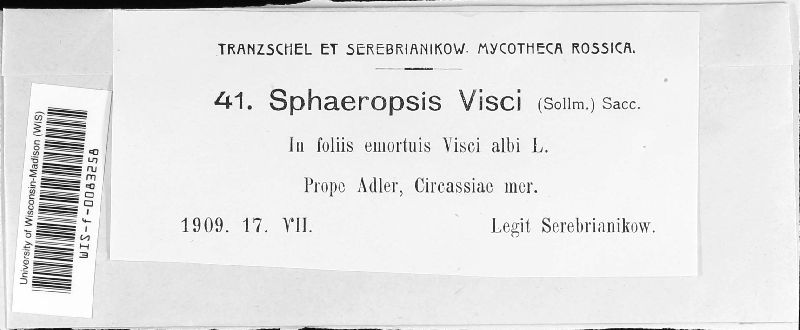 TRANZSCHEL ET SEREBRIANIKOW. MYCOTHECA ROSSICA.
41. Sphaeropsis Visci (Sollm.) Sacc.
In foliis emortuis Visci albi L.
Prope Adler, Circassiae mer.
1909. 17. VII. Legit Serebrianikow.
University of Wisconsin-Madison (WIS)
WIS-f-0083258